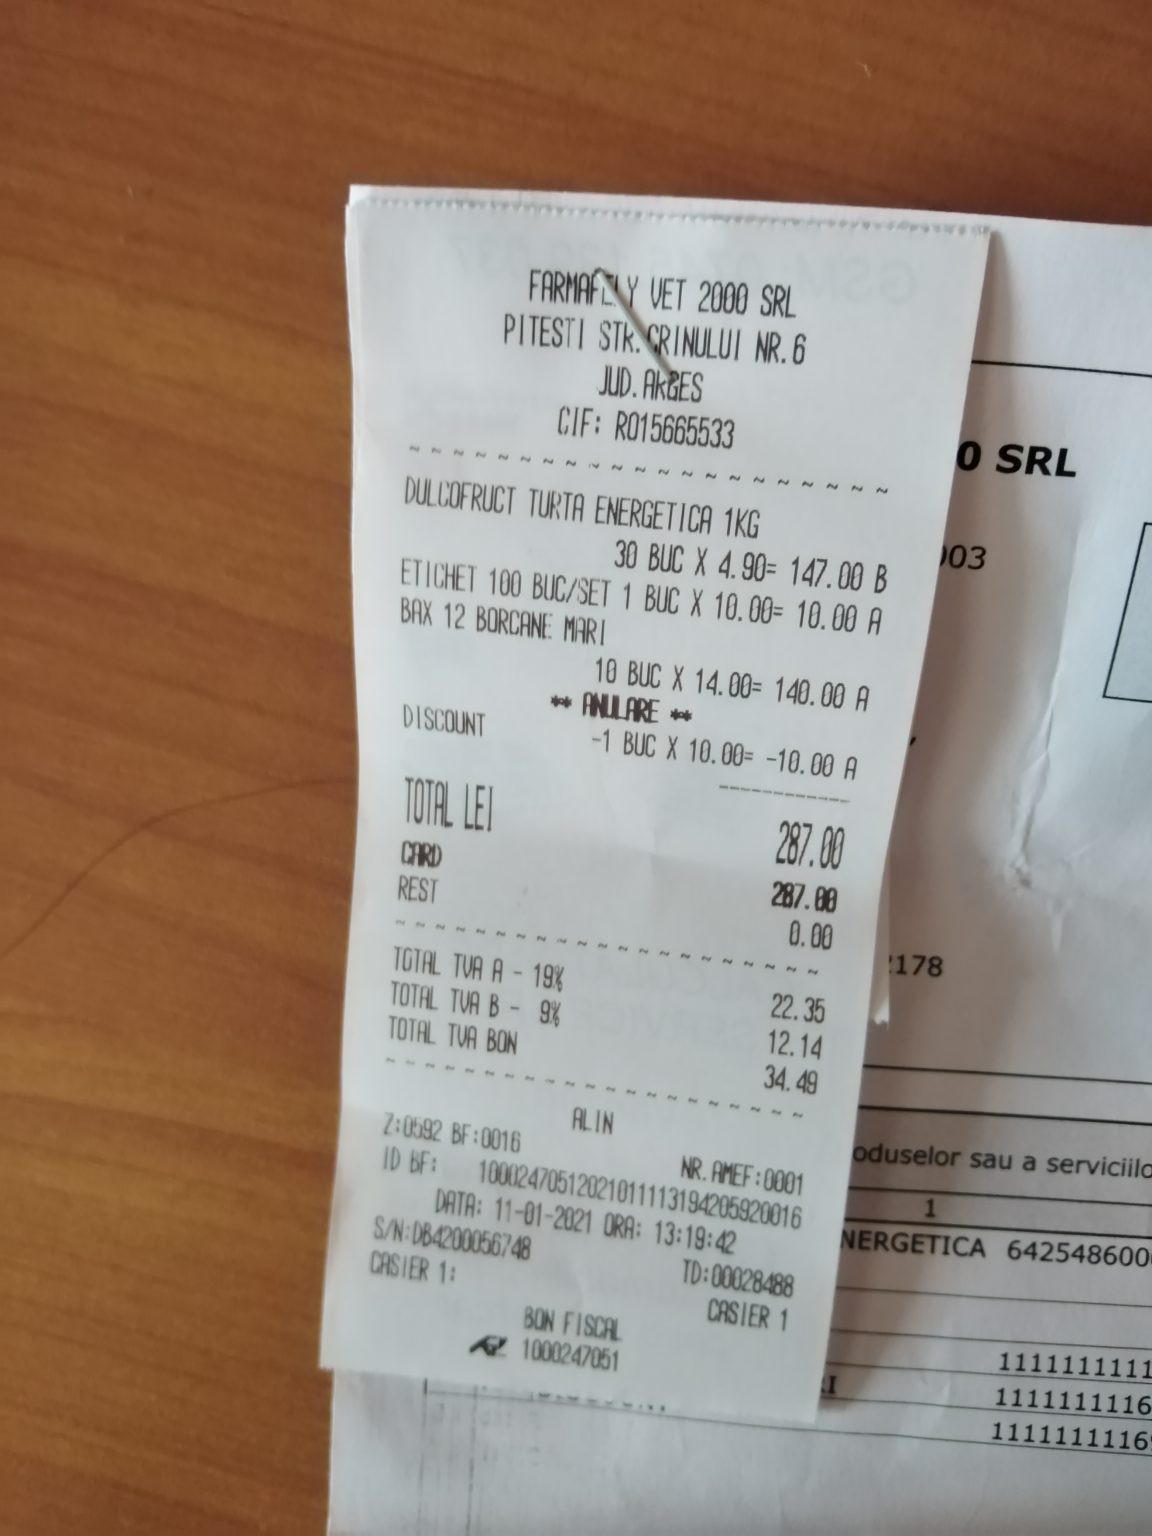 FARMAFELY VET 2000 SRL
PITESTI STR.CRINULUI NR.6
JUD.ARGES
CIF: RO15665533
DULCOFRUCT TURTA ENERGETICA 1KG
30 BUC X 4.90= 147.00 B
ETICHET 100 BUC/SET 1 BUC X 10.00= 10.00 A
BAX 12 BORCANE MARI
10 BUC X 14.00= 140.00 A
** ANULARE **
DISCOUNT
-1 BUC X 10.00= -10.00 A
TOTAL LEI 287.00
CARD 287.00
REST 0.00
TOTAL TVA A - 19% 22.35
TOTAL TVA B - 9% 12.14
TOTAL TVA BON 34.49
ALIN
Z:0592 BF:0016 NR.AMEF:0001
ID BF: 10002470512021011113194205920016
DATA: 11-01-2021 ORA: 13:19:42
S/N:DB4200056748 TD:00028488
CASIER 1: CASIER 1
BON FISCAL
1000247051
0 SRL
003
2178
oduselor sau a serviciilo
1
NERGETICA 642548600
1111111111
1111111116
1111111116